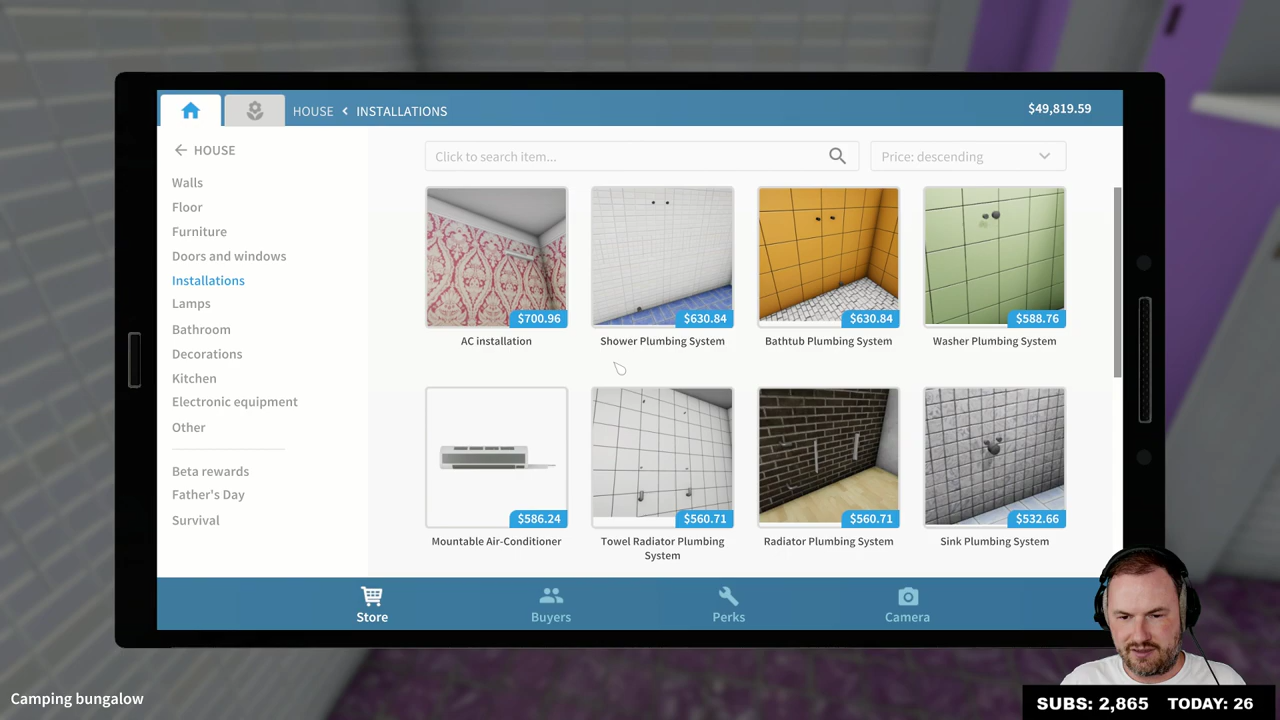 HOUSE < INSTALLATIONS
$49,819.59
HOUSE
Walls
Floor
Furniture
Doors and windows
Installations
Lamps
Bathroom
Decorations
Kitchen
Electronic equipment
Other
Beta rewards
Father's Day
Survival
Click to search item...
Price: descending
$700.96
AC installation
$630.84
Shower Plumbing System
$630.84
Bathtub Plumbing System
$588.76
Washer Plumbing System
$586.24
Mountable Air-Conditioner
$560.71
Towel Radiator Plumbing
System
$560.71
Radiator Plumbing System
$532.66
Sink Plumbing System
Store
Buyers
Perks
Camera
Camping bungalow
SUBS: 2,865 TODAY: 26